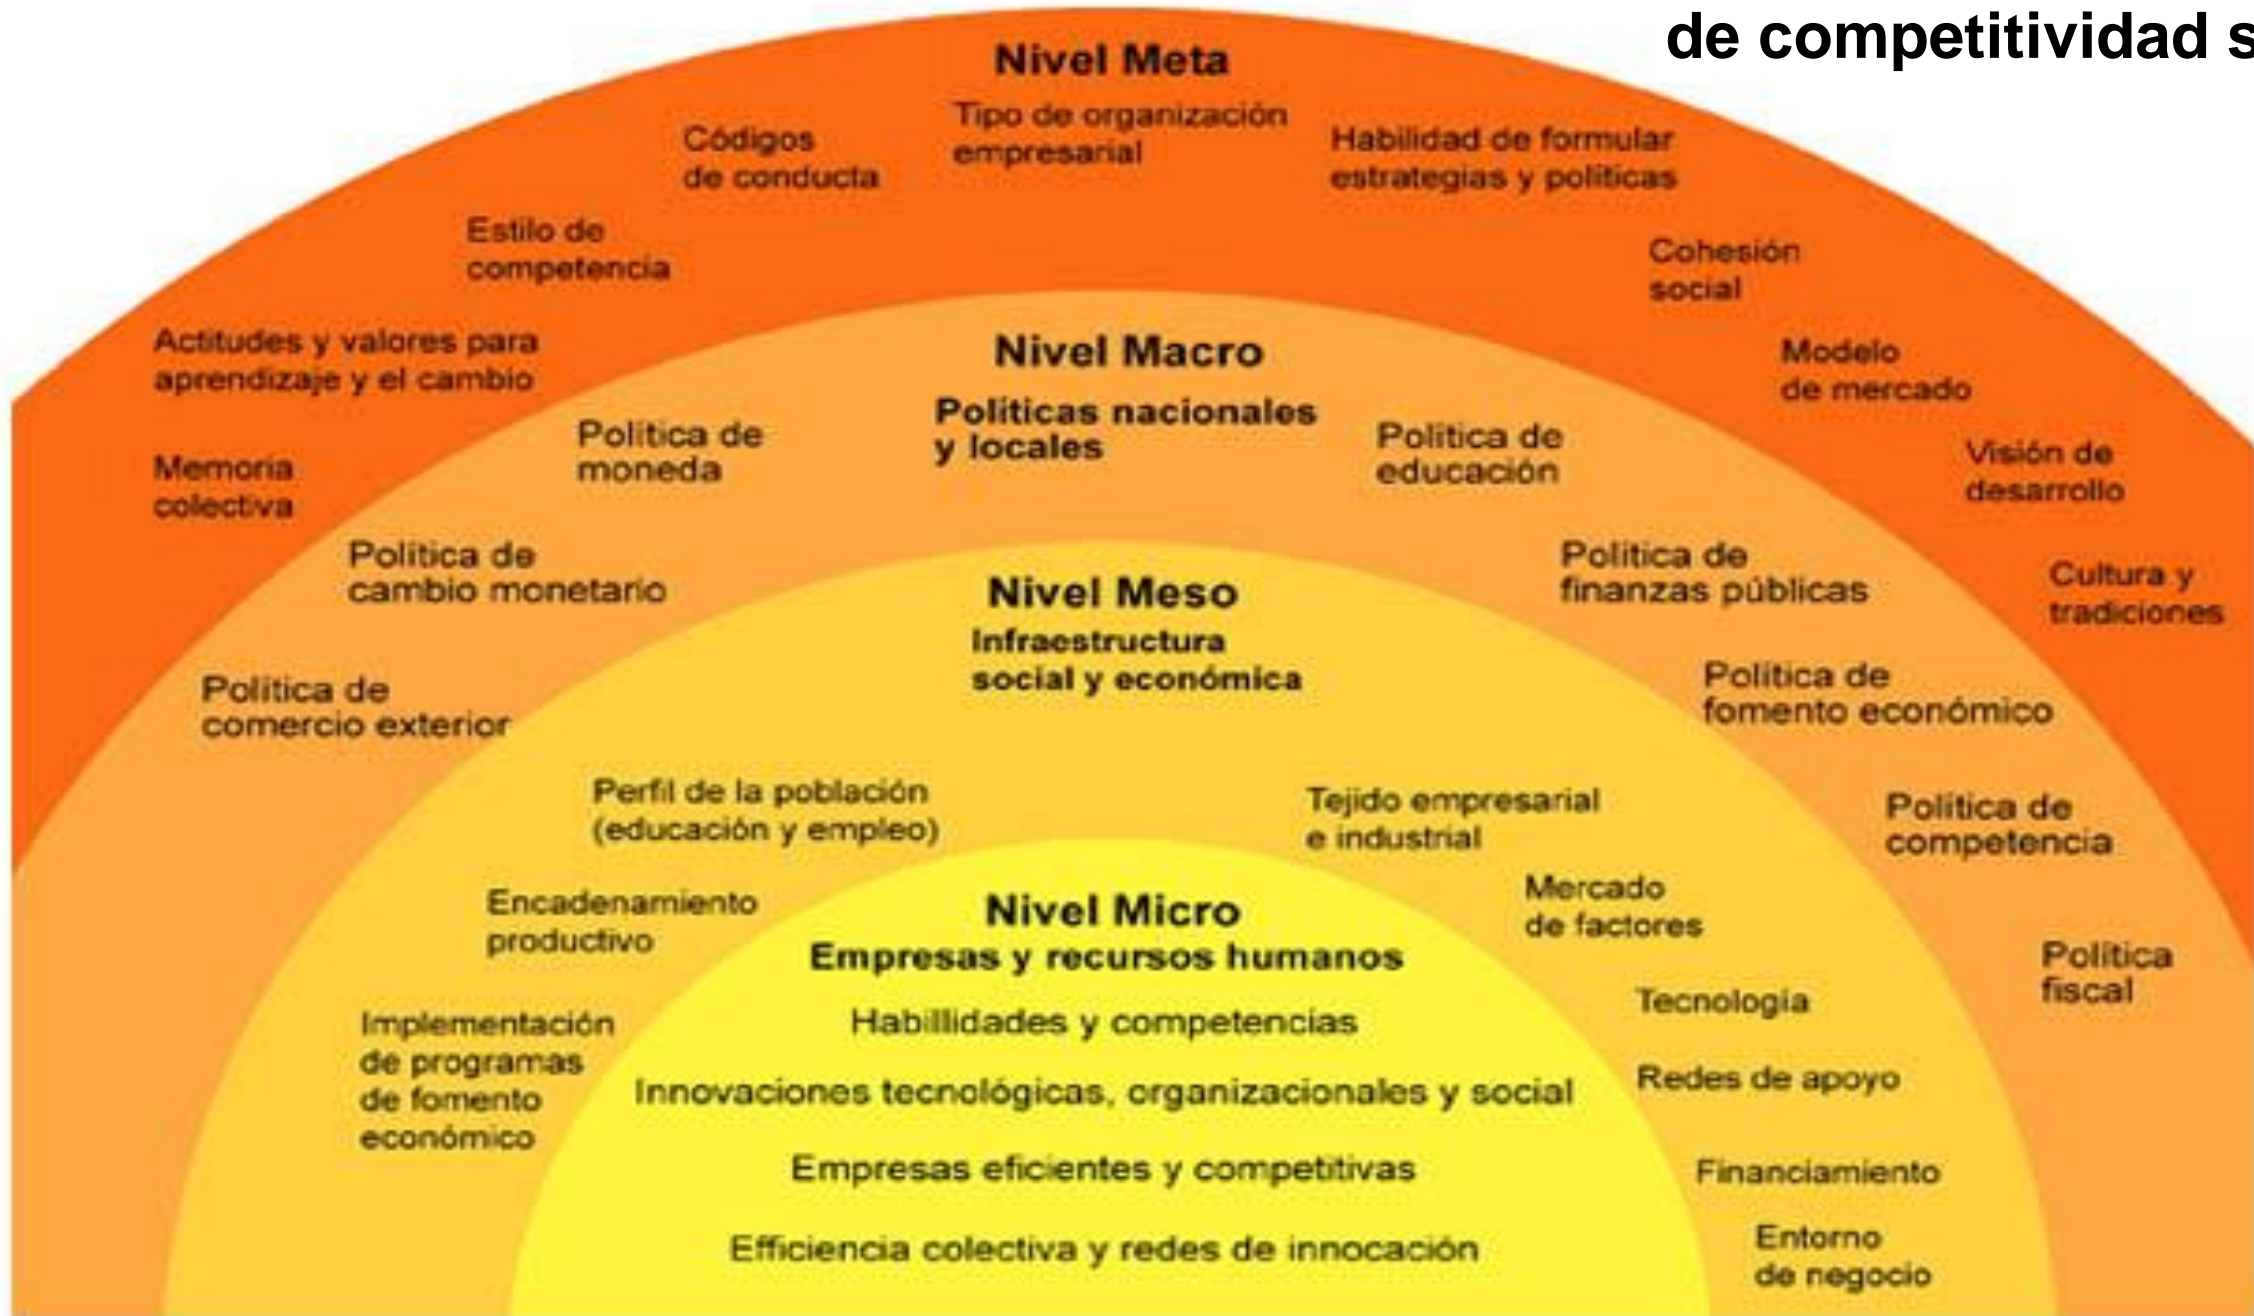 de competitividad s
Nivel Meta
Tipo de organización
empresarial
Códigos
de conducta
Habilidad de formular
estrategias y políticas
Estilo de
competencia
Cohesión
social
Actitudes y valores para
aprendizaje y el cambio
Modelo
de mercado
Memoria
colectiva
Visión de
desarrollo
Cultura y
tradiciones
Nivel Macro
Políticas nacionales
y locales
Política de
moneda
Política de
educación
Política de
cambio monetario
Política de
finanzas públicas
Política de
comercio exterior
Política de
fomento económico
Política de
competencia
Política
fiscal
Nivel Meso
Infraestructura
social y económica
Perfil de la población
(educación y empleo)
Tejido empresarial
e industrial
Encadenamiento
productivo
Mercado
de factores
Implementación
de programas
de fomento
económico
Tecnología
Redes de apoyo
Financiamiento
Entorno
de negocio
Nivel Micro
Empresas y recursos humanos
Habillidades y competencias
Innovaciones tecnológicas, organizacionales y social
Empresas eficientes y competitivas
Efficiencia colectiva y redes de innocación